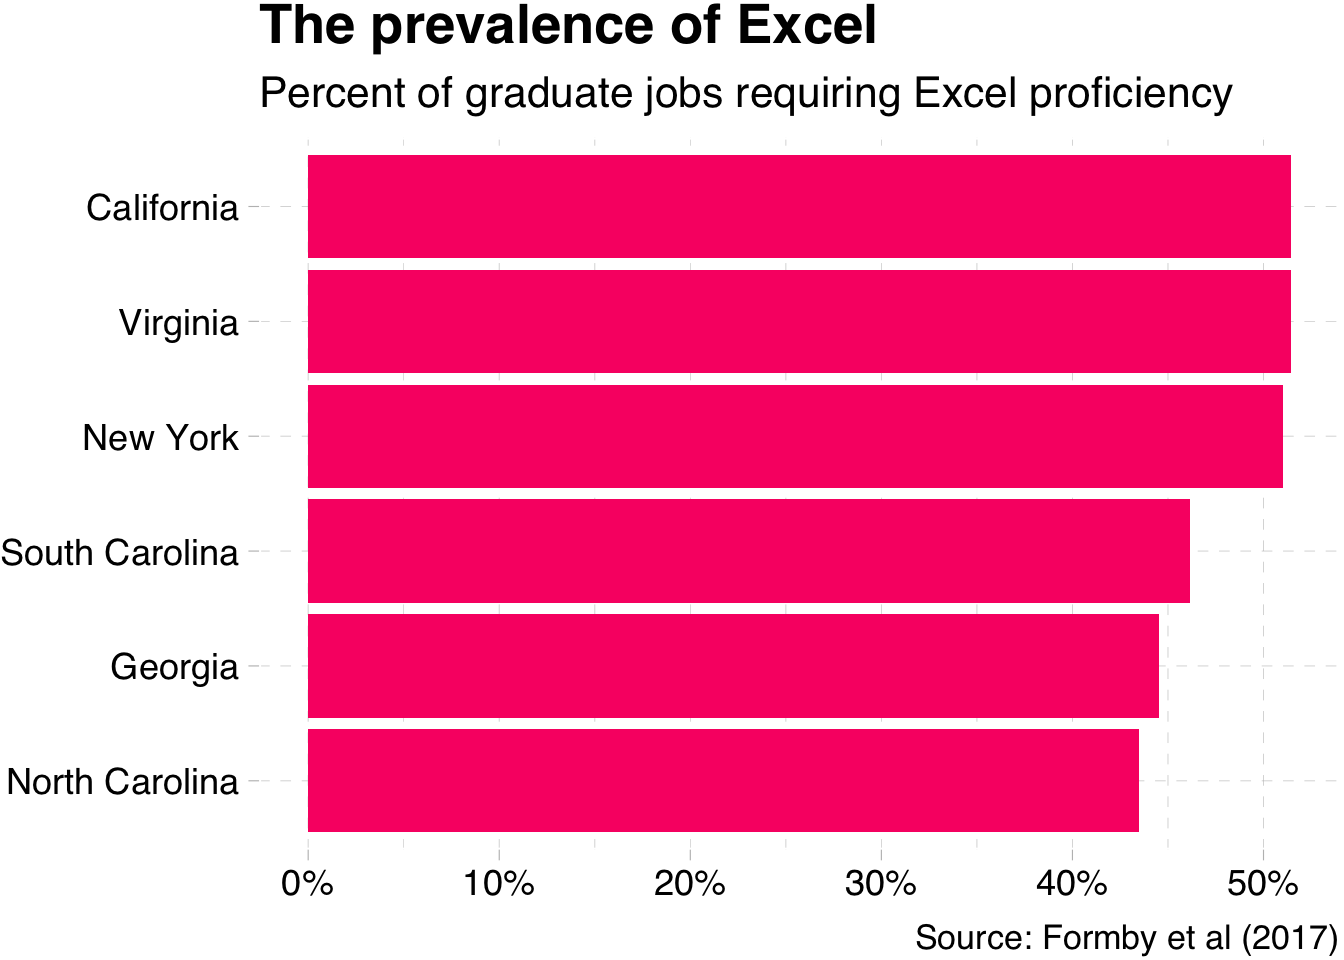 The prevalence of Excel
Percent of graduate jobs requiring Excel proficiency
California
Virginia
New York
South Carolina
Georgia
North Carolina
0% 10% 20% 30% 40% 50%
Source: Formby et al (2017)